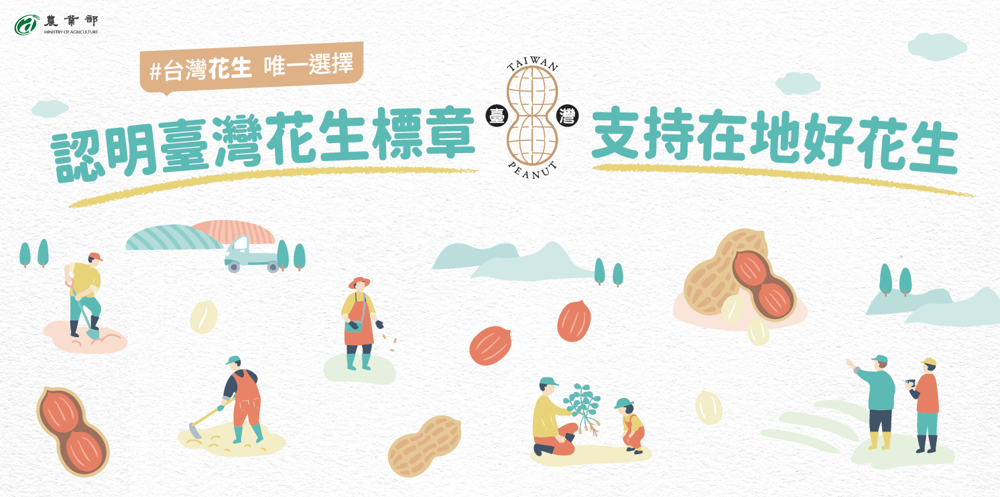 農業部
MINISTRY OF AGRICULTURE
#台灣花生 唯一選擇
認明臺灣花生標章
TAIWAN
臺灣
PEANUT
支持在地好花生